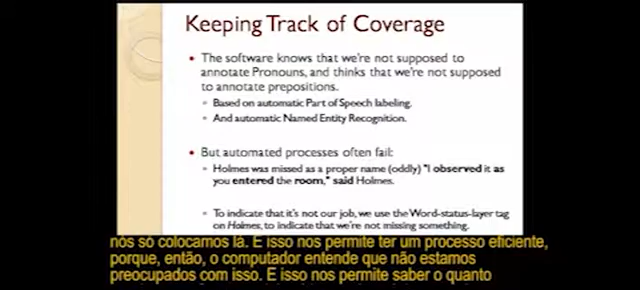 Keeping Track of Coverage
The software knows that we're not supposed to
annotate Pronouns, and thinks that we're not supposed
to annotate prepositions.
Based on automatic Part of Speech labeling.
And automatic Named Entity Recognition.
But automated processes often fail:
Holmes was missed as a proper name (oddly) "I observed it as
you entered the room," said Holmes.
To indicate that it's not our job, we use the Word-status-layer tag
on Holmes, to indicate that we're not missing something.
nós só colocamos lá. E isso nos permite ter um processo eficiente,
porque, então, o computador entende que não estamos
preocupados com isso. E isso nos permite saber o quanto